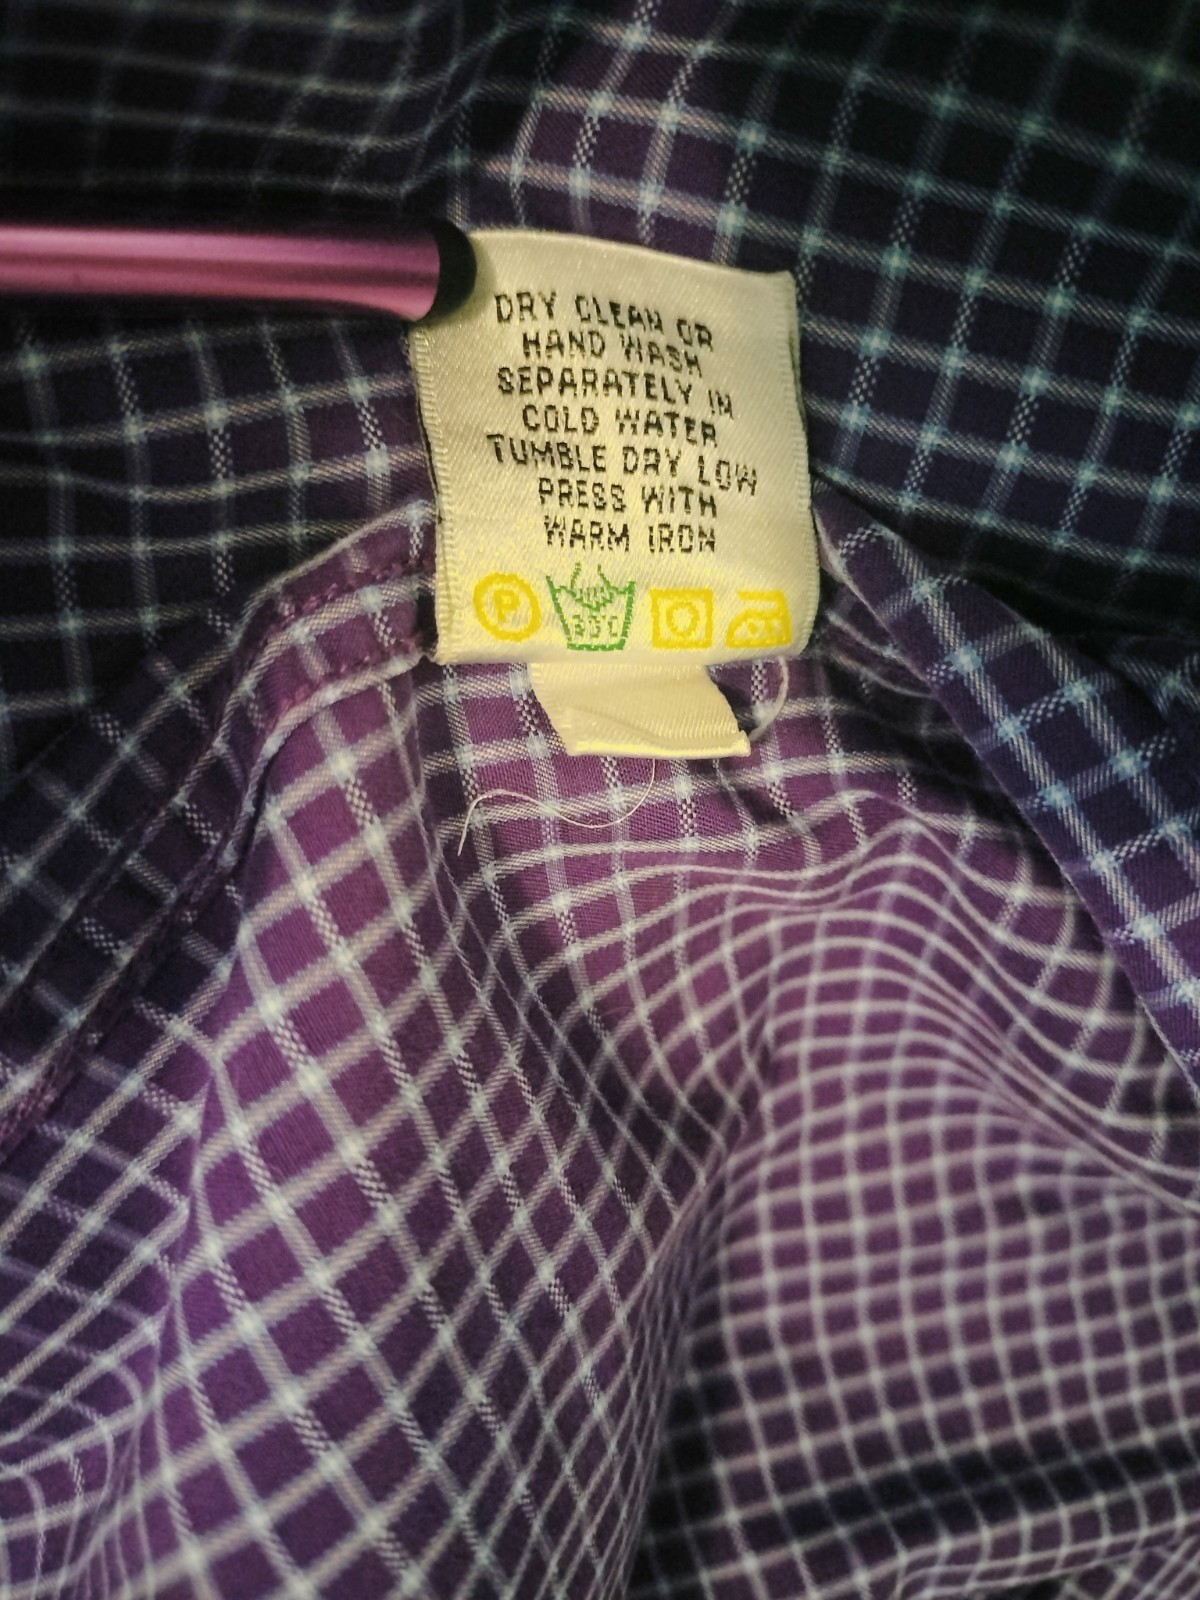 DRY CLEAN OR
HAND WASH
SEPARATELY IN
COLD WATER
TUMBLE DRY LOW
PRESS WITH
WARM IRON
P